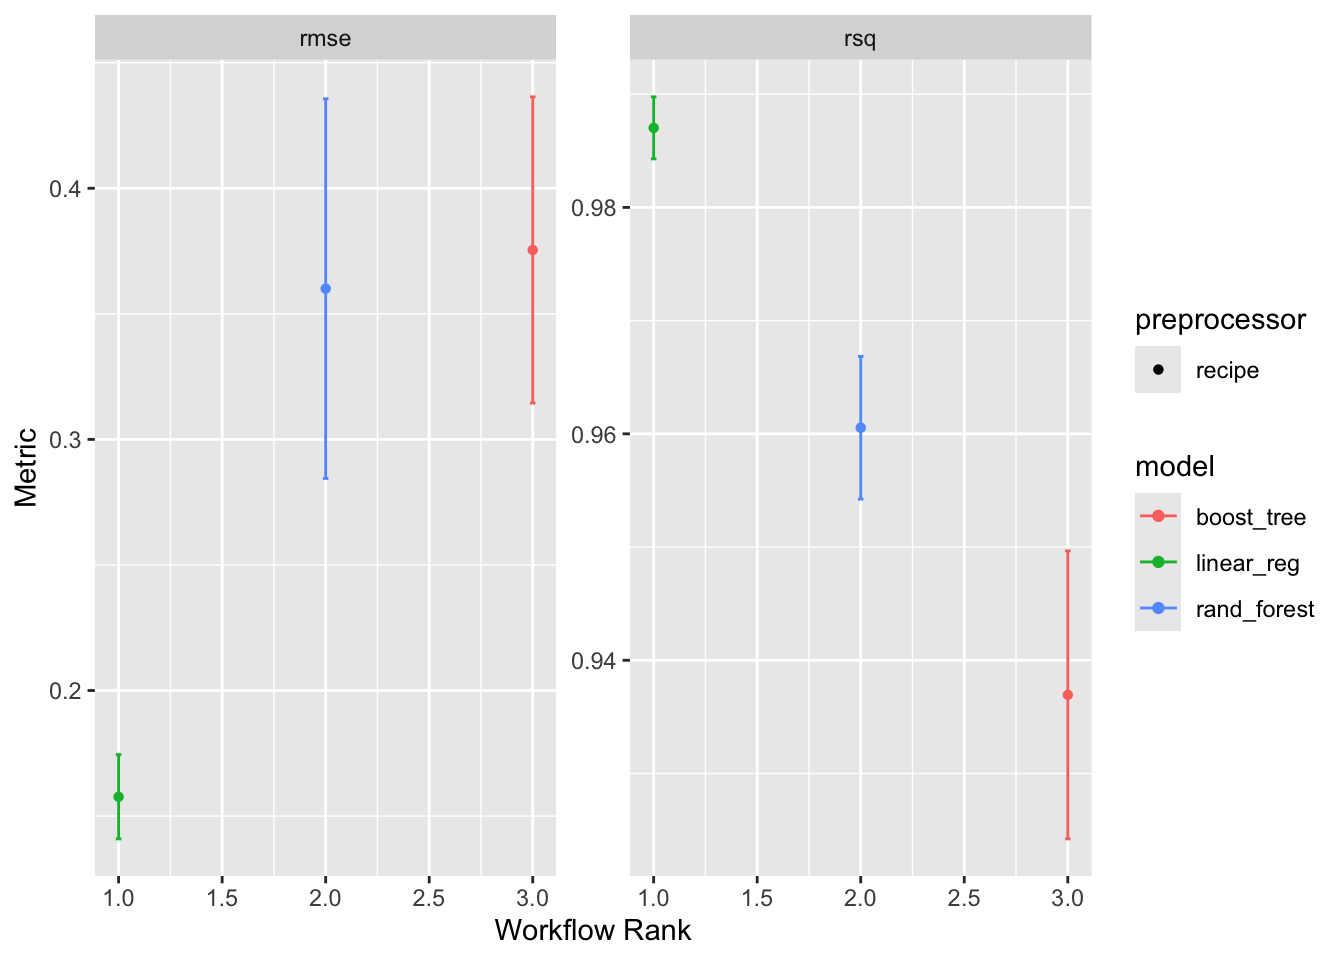 rmse
rsq
0.4
0.3
0.2
0.98
0.96
0.94
1.0 1.5 2.0 2.5 3.0
1.0 1.5 2.0 2.5 3.0
Metric
Workflow Rank
preprocessor
recipe
model
boost_tree
linear_reg
rand_forest